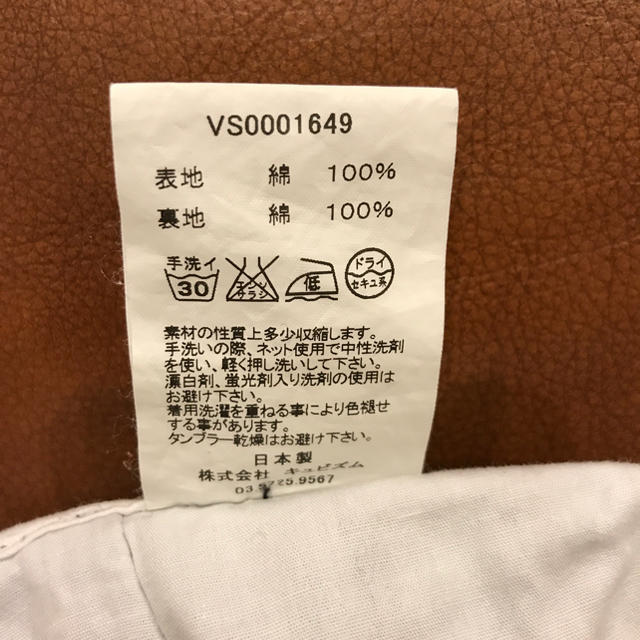 VS0001649
表地 綿 100%
裏地 綿 100%
手洗イ
30
エンソ
サラシ
低
ドライ
セキユ系
素材の性質上多少収縮します。
手洗いの際、ネット使用で中性洗剤
を使い、軽く押し洗いして下さい。
漂白剤、蛍光剤入り洗剤の使用は
お避け下さい。
着用洗濯を重ねる事により色褪せ
する事があります。
タンブラー乾燥はお避け下さい。
日本製
株式会社 キュビズム